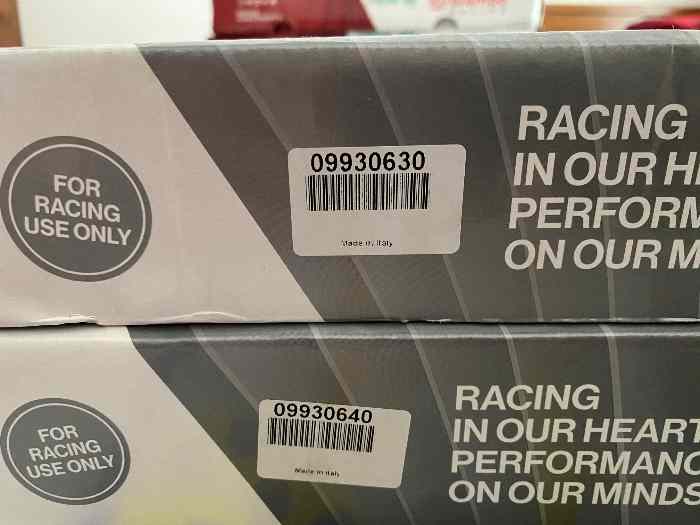 FOR
RACING
USE ONLY
09930630
Made in Italy
RACING
IN OUR H
PERFORM
ON OUR M
FOR
RACING
USE ONLY
09930640
Made in Italy
RACING
IN OUR HEART
PERFORMANC
ON OUR MINDS